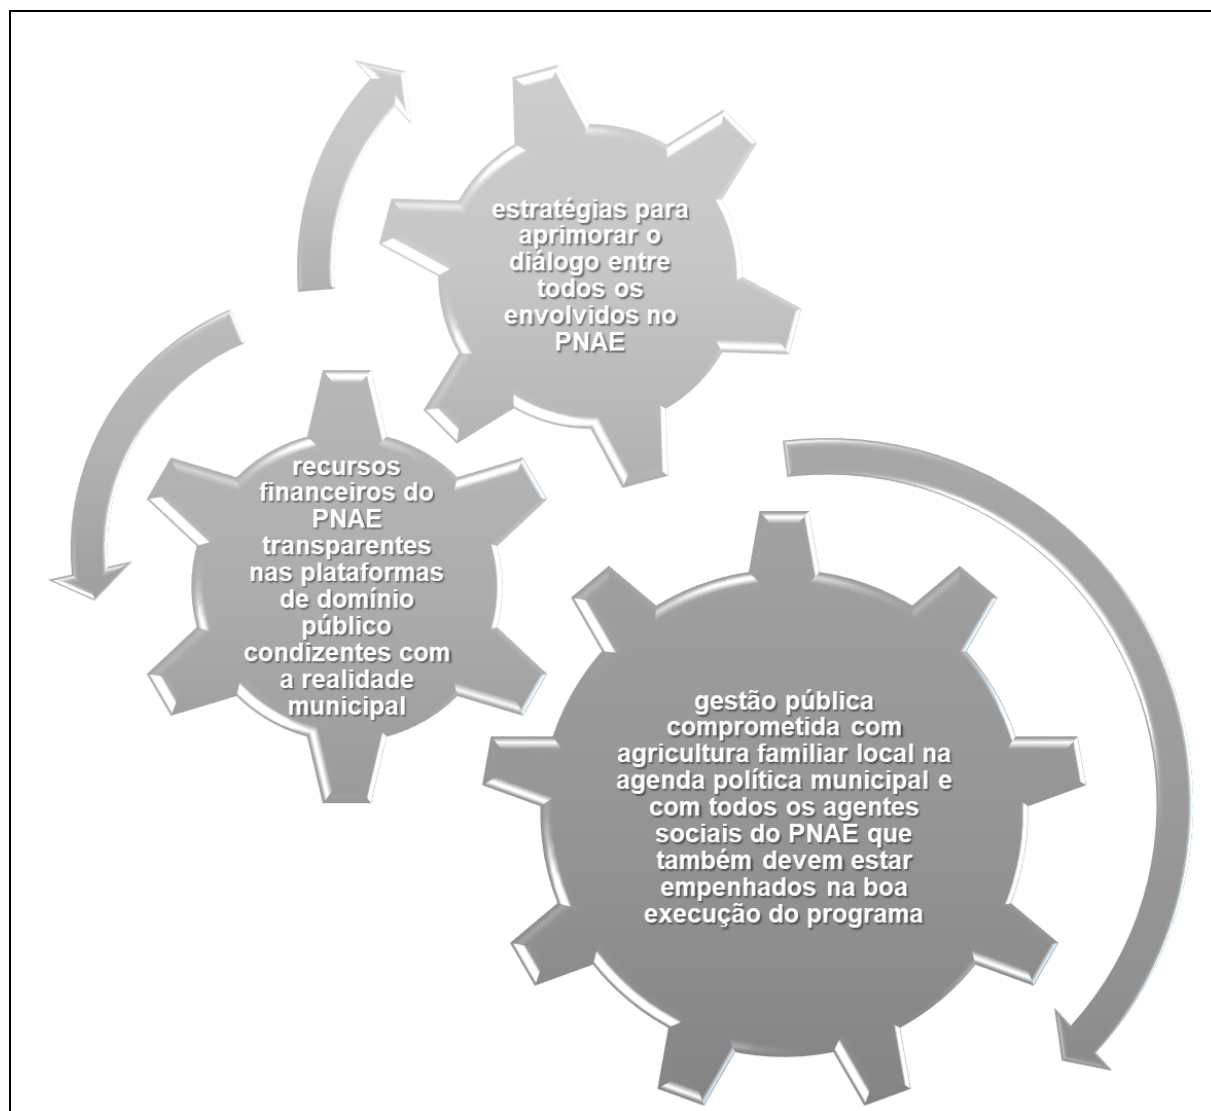 estratégias para
aprimorar o
diálogo entre
todos os
envolvidos no
PNAE
recursos
financeiros do
PNAE
transparentes
nas plataformas
de domínio
público
condizentes com
a realidade
municipal
gestão pública
comprometida com
agricultura familiar local na
agenda política municipal e
com todos os agentes
sociais do PNAE que
também devem estar
empenhados na boa
execução do programa